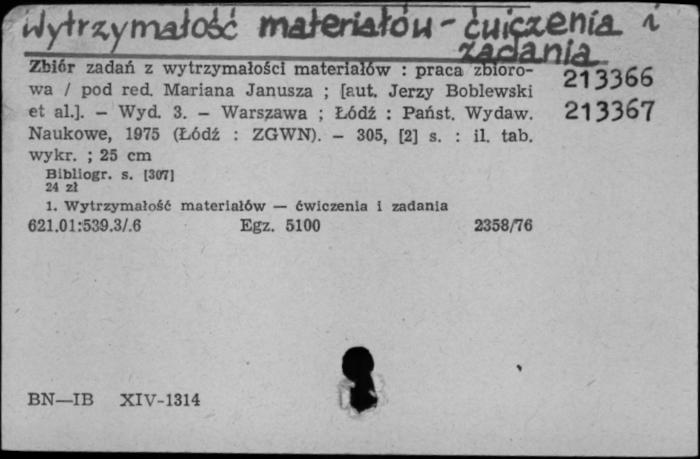 Wytrzymałość materiałów - ćwiczenia i
zadania
Zbiór zadań z wytrzymałości materiałów : praca zbioro-
wa / pod red. Mariana Janusza ; [aut. Jerzy Boblewski
et al.]. — Wyd. 3. — Warszawa ; Łódź : Państ. Wydaw.
Naukowe, 1975 (Łódź : ZGWN). — 305, [2] s. : il. tab.
wykr. ; 25 cm
213366
213367
Bibliogr. s. [307]
24 zł
1. Wytrzymałość materiałów — ćwiczenia i zadania
621.01:539.3/.6 Egz. 5100 2358/76
BN—IB XIV-1314